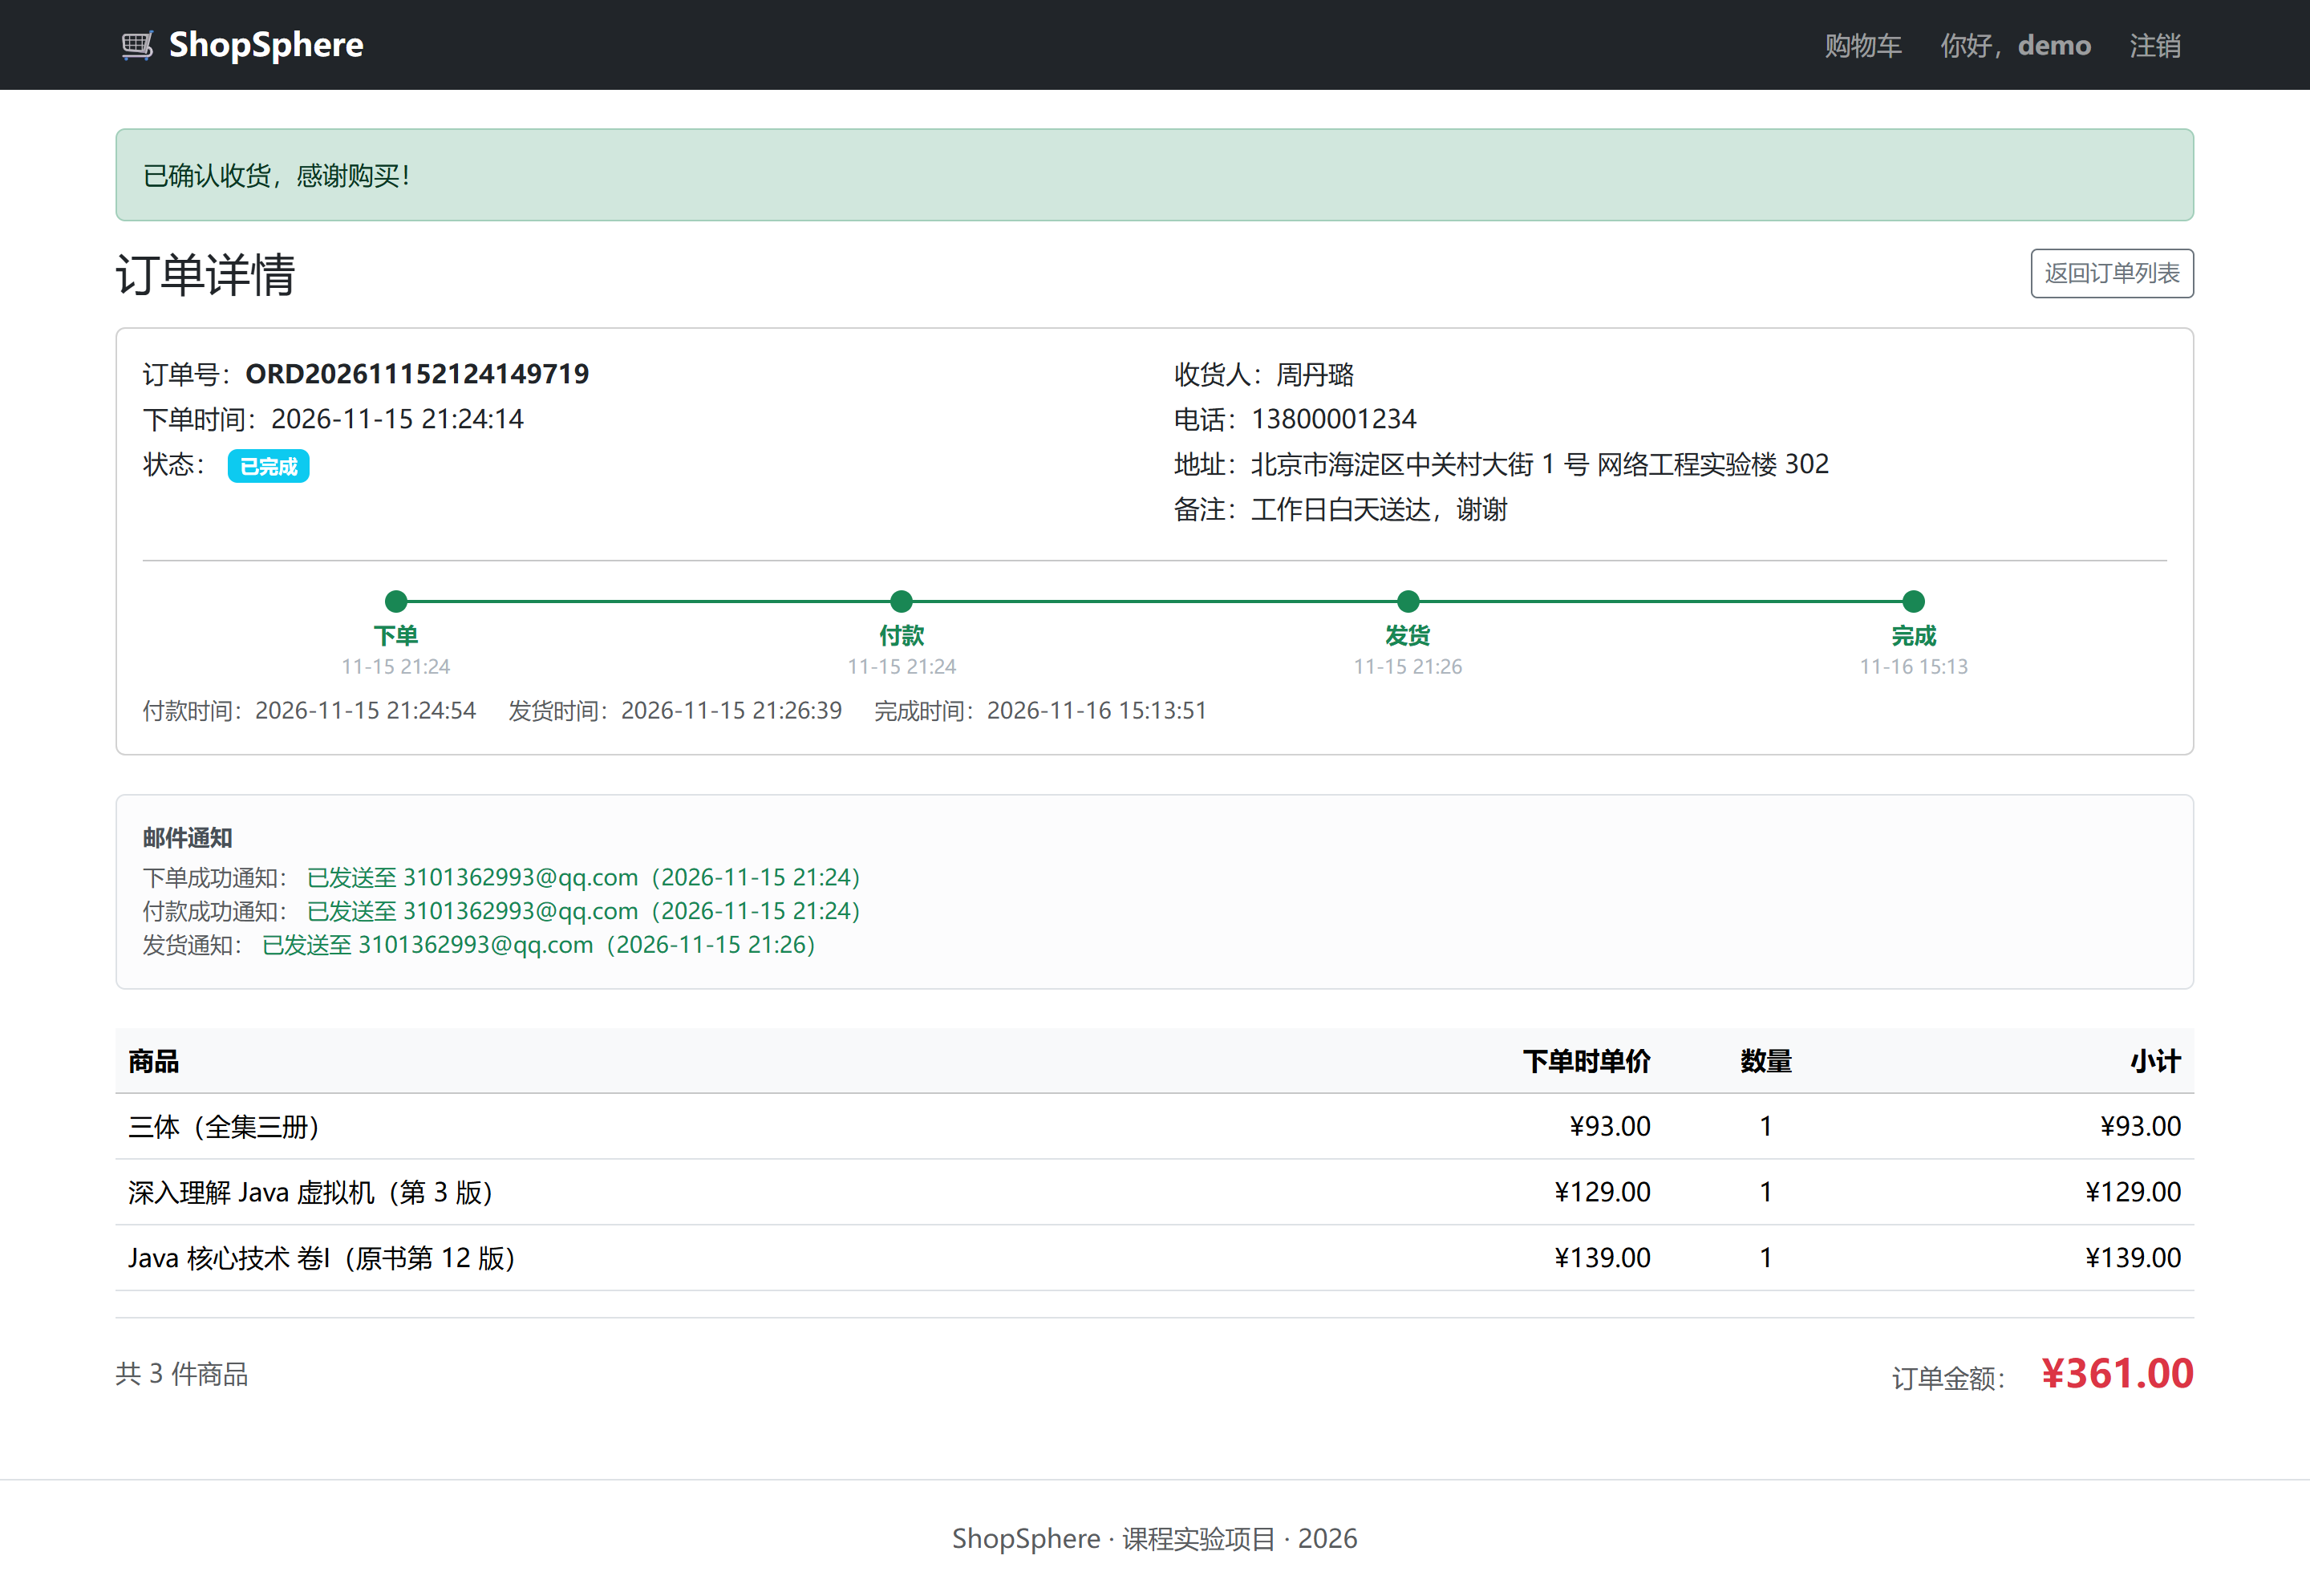 ShopSphere
购物车 你好，demo 注销
已确认收货，感谢购买！
订单详情
返回订单列表
订单号：ORD202611152124149719
下单时间：2026-11-15 21:24:14
状态： 已完成
收货人：周丹璐
电话：13800001234
地址：北京市海淀区中关村大街 1 号 网络工程实验楼 302
备注：工作日白天送达，谢谢
下单 付款 发货 完成
11-15 21:24 11-15 21:24 11-15 21:26 11-16 15:13
付款时间：2026-11-15 21:24:54 发货时间：2026-11-15 21:26:39 完成时间：2026-11-16 15:13:51
邮件通知
下单成功通知： 已发送至 3101362993@qq.com（2026-11-15 21:24）
付款成功通知： 已发送至 3101362993@qq.com（2026-11-15 21:24）
发货通知： 已发送至 3101362993@qq.com（2026-11-15 21:26）
商品 下单时单价 数量 小计
三体（全集三册） ¥93.00 1 ¥93.00
深入理解 Java 虚拟机（第 3 版） ¥129.00 1 ¥129.00
Java 核心技术 卷I（原书第 12 版） ¥139.00 1 ¥139.00
共 3 件商品 订单金额： ¥361.00
ShopSphere · 课程实验项目 · 2026